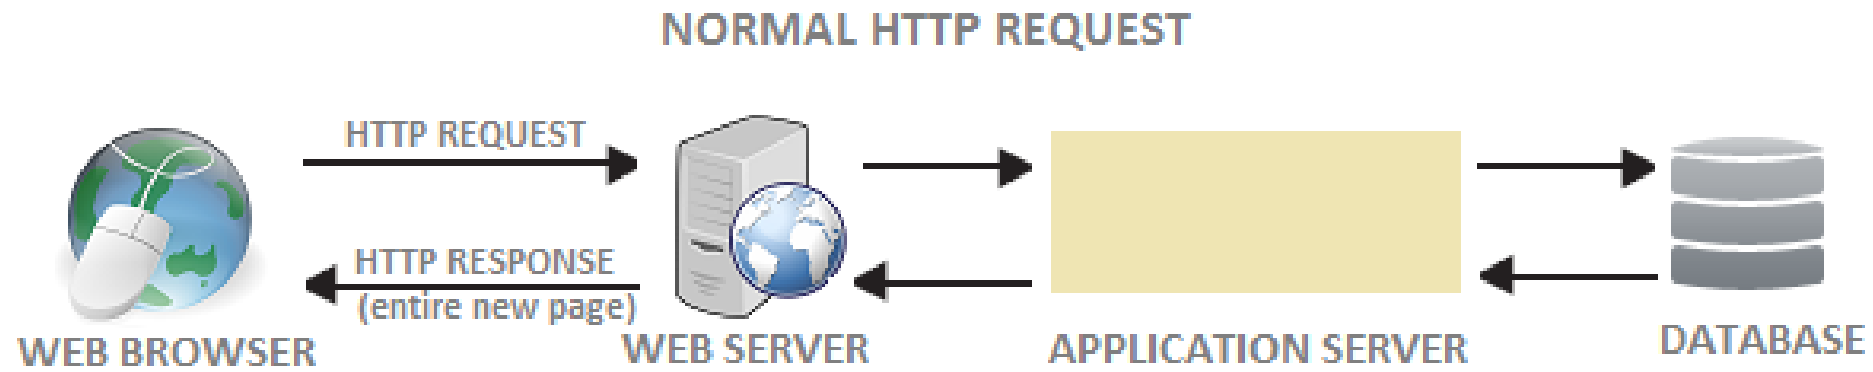 NORMAL HTTP REQUEST
HTTP REQUEST
HTTP RESPONSE
(entire new page)
WEB BROWSER
WEB SERVER
APPLICATION SERVER
DATABASE